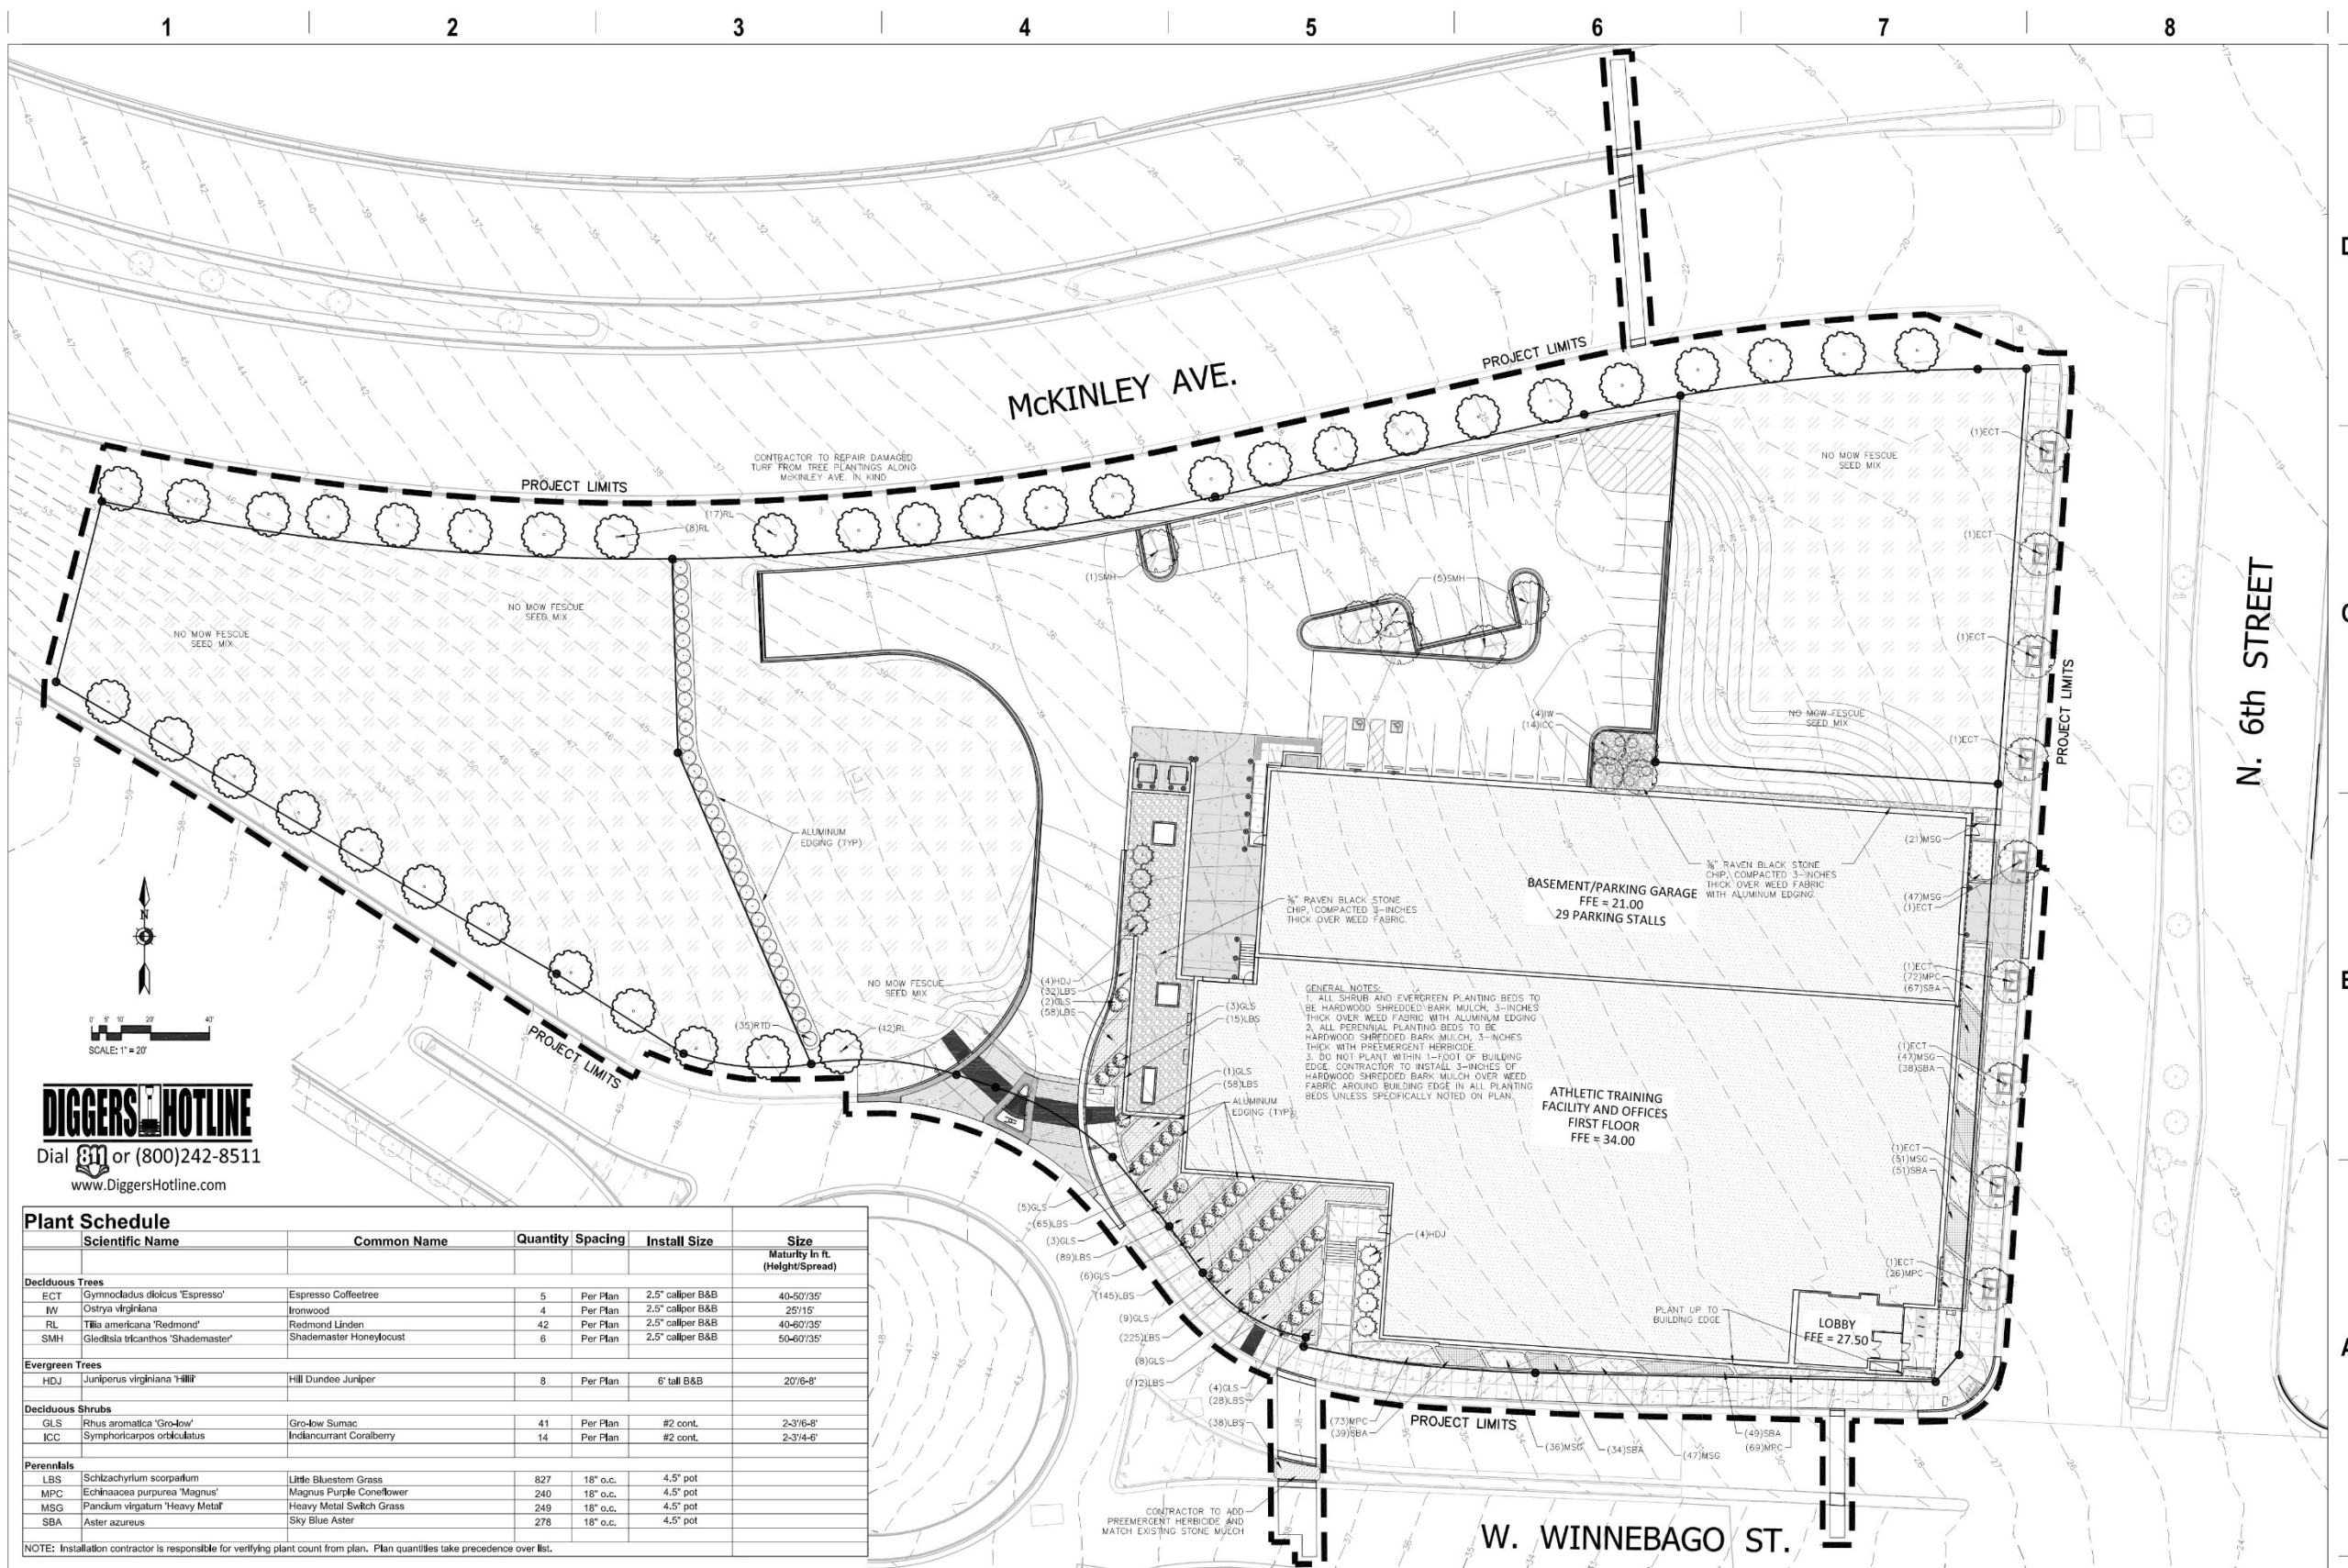 1 2 3 4 5 6 7 8
McKINLEY AVE.
PROJECT LIMITS
PROJECT LIMITS
CONTRACTOR TO REPAIR DAMAGED
TURF FROM TREE PLANTINGS ALONG
McKINLEY AVE. IN KIND
(17)RL
(8)RL
(1)SMH
(5)SMH
(1)ECT
NO MOW FESCUE
SEED MIX
(1)ECT
NO MOW FESCUE
SEED MIX
NO MOW FESCUE
SEED MIX
(1)ECT
PROJECT LIMITS
N. 6th STREET
(4)IW
(14)ICC
NO MOW FESCUE
SEED MIX
(1)ECT
ALUMINUM
EDGING (TYP)
(21)MSG
⅜" RAVEN BLACK STONE
CHIP, COMPACTED 3-INCHES
THICK OVER WEED FABRIC
WITH ALUMINUM EDGING
⅜" RAVEN BLACK STONE
CHIP, COMPACTED 3-INCHES
THICK OVER WEED FABRIC
BASEMENT/PARKING GARAGE
FFE = 21.00
29 PARKING STALLS
(47)MSG
(1)ECT
N
0' 5' 10' 20' 40'
SCALE: 1" = 20'
NO MOW FESCUE
SEED MIX
(4)HDJ
(32)LBS
(2)GLS
(58)LBS
(3)GLS
(15)LBS
(1)ECT
(72)MPC
(67)SBA
GENERAL NOTES:
1. ALL SHRUB AND EVERGREEN PLANTING BEDS TO
BE HARDWOOD SHREDDED BARK MULCH, 3-INCHES
THICK OVER WEED FABRIC WITH ALUMINUM EDGING
2. ALL PERENNIAL PLANTING BEDS TO BE
HARDWOOD SHREDDED BARK MULCH, 3-INCHES
THICK WITH PREEMERGENT HERBICIDE.
3. DO NOT PLANT WITHIN 1-FOOT OF BUILDING
EDGE. CONTRACTOR TO INSTALL 3-INCHES OF
HARDWOOD SHREDDED BARK MULCH OVER WEED
FABRIC AROUND BUILDING EDGE IN ALL PLANTING
BEDS UNLESS SPECIFICALLY NOTED ON PLAN.
(35)RTD
(12)RL
PROJECT LIMITS
(1)GLS
(58)LBS
ALUMINUM
EDGING (TYP)
(1)ECT
(47)MSG
(38)SBA
ATHLETIC TRAINING
FACILITY AND OFFICES
FIRST FLOOR
FFE = 34.00
DIGGERS HOTLINE
Dial 811 or (800)242-8511
www.DiggersHotline.com
(1)ECT
(51)MSG
(51)SBA
(5)GLS
(65)LBS
(3)GLS
(89)LBS
(6)GLS
(145)LBS
(9)GLS
(225)LBS
(8)GLS
(112)LBS
(4)GLS
(28)LBS
(38)LBS
(4)HDJ
(1)ECT
(26)MPC
PLANT UP TO
BUILDING EDGE
LOBBY
FFE = 27.50
(73)MPC
(39)SBA
PROJECT LIMITS
(36)MSG
(34)SBA
(47)MSG
(49)SBA
(69)MPC
CONTRACTOR TO ADD
PREEMERGENT HERBICIDE AND
MATCH EXISTING STONE MULCH
W. WINNEBAGO ST.
Plant Schedule
Scientific Name Common Name Quantity Spacing Install Size Size
Maturity in ft.
(Height/Spread)
Deciduous Trees
ECT Gymnocladus dioicus 'Espresso' Espresso Coffeetree 5 Per Plan 2.5" caliper B&B 40-50'/35'
IW Ostrya virginiana Ironwood 4 Per Plan 2.5" caliper B&B 25'/15'
RL Tilia americana 'Redmond' Redmond Linden 42 Per Plan 2.5" caliper B&B 40-60'/35'
SMH Gleditsia tricanthos 'Shademaster' Shademaster Honeylocust 6 Per Plan 2.5" caliper B&B 50-60'/35'
Evergreen Trees
HDJ Juniperus virginiana 'Hillii' Hill Dundee Juniper 8 Per Plan 6' tall B&B 20'/6-8'
Deciduous Shrubs
GLS Rhus aromatica 'Gro-low' Gro-low Sumac 41 Per Plan #2 cont. 2-3'/6-8'
ICC Symphoricarpos orbiculatus Indiancurrant Coralberry 14 Per Plan #2 cont. 2-3'/4-6'
Perennials
LBS Schizachyrium scorparium Little Bluestem Grass 827 18" o.c. 4.5" pot
MPC Echinaacea purpurea 'Magnus' Magnus Purple Coneflower 240 18" o.c. 4.5" pot
MSG Pancium virgatum 'Heavy Metal' Heavy Metal Switch Grass 249 18" o.c. 4.5" pot
SBA Aster azureus Sky Blue Aster 278 18" o.c. 4.5" pot
NOTE: Installation contractor is responsible for verifying plant count from plan. Plan quantities take precedence over list.